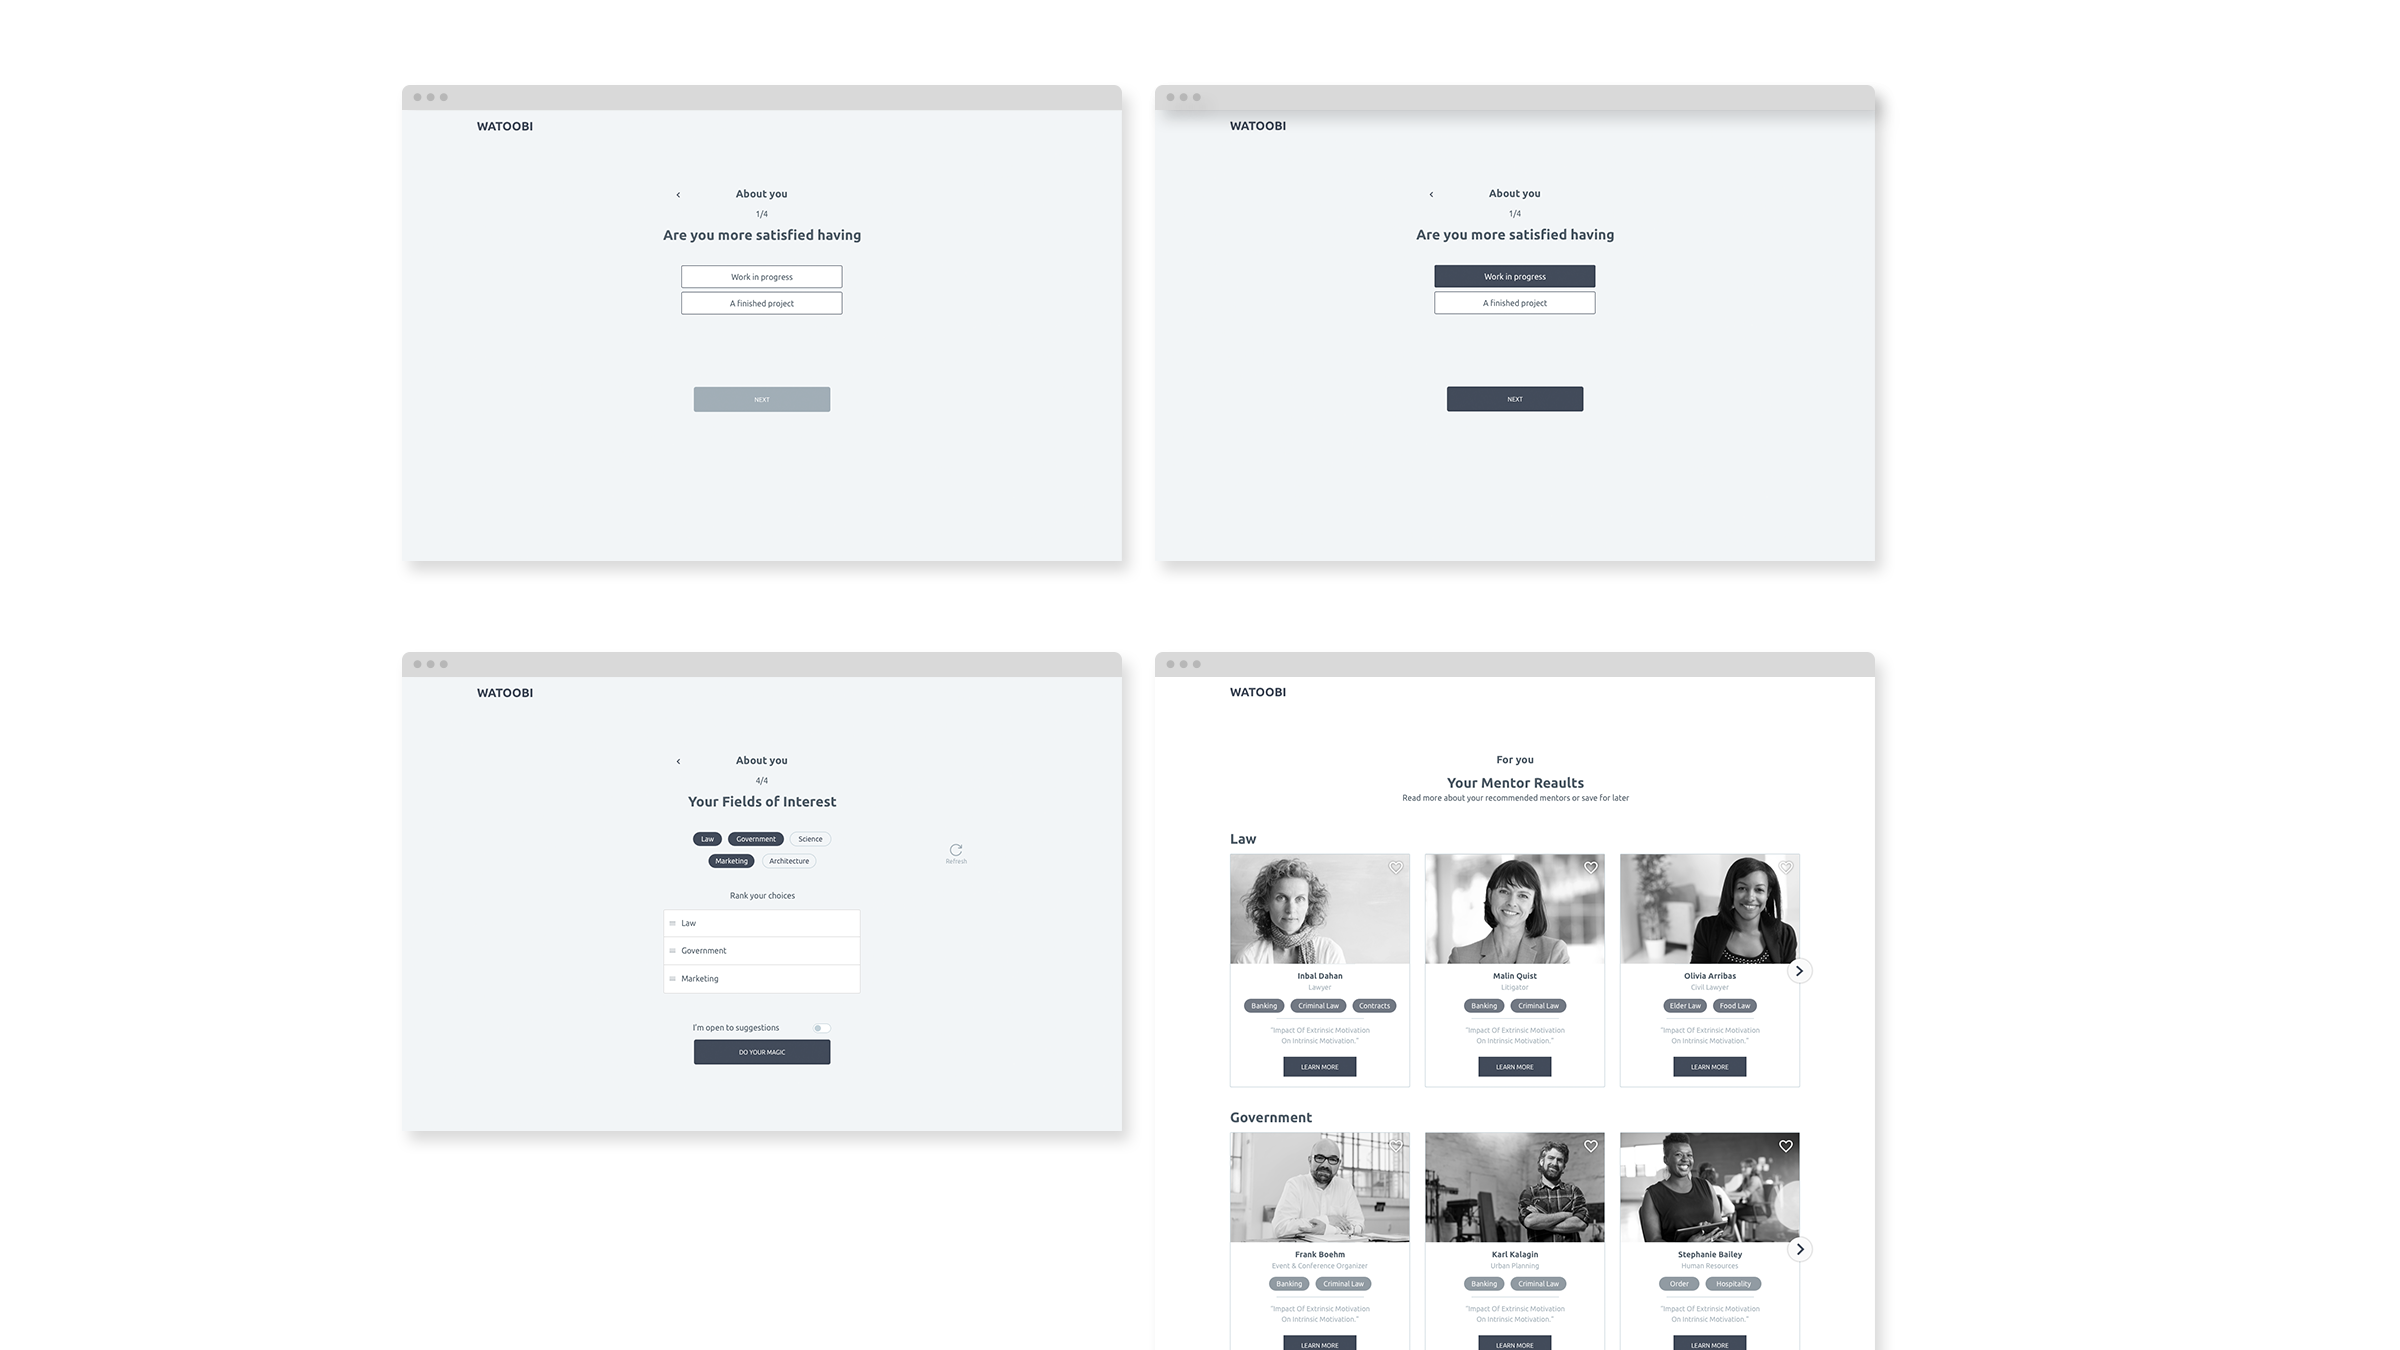 WATOOBI
About you
1/4
Are you more satisfied having
Work in progress
A finished project
NEXT
WATOOBI
About you
1/4
Are you more satisfied having
Work in progress
A finished project
NEXT
WATOOBI
About you
4/4
Your Fields of Interest
Law Government Science
Marketing Architecture
Refresh
Rank your choices
Law
Government
Marketing
I'm open to suggestions
DO YOUR MAGIC
WATOOBI
For you
Your Mentor Reaults
Read more about your recommended mentors or save for later
Law
Inbal Dahan
Lawyer
Banking Criminal Law Contracts
"Impact Of Extrinsic Motivation
On Intrinsic Motivation."
LEARN MORE
Malin Quist
Litigator
Banking Criminal Law
"Impact Of Extrinsic Motivation
On Intrinsic Motivation."
LEARN MORE
Olivia Arribas
Civil Lawyer
Elder Law Food Law
"Impact Of Extrinsic Motivation
On Intrinsic Motivation."
LEARN MORE
Government
Frank Boehm
Event & Conference Organizer
Banking Criminal Law
"Impact Of Extrinsic Motivation
On Intrinsic Motivation."
LEARN MORE
Karl Kalagin
Urban Planning
Banking Criminal Law
"Impact Of Extrinsic Motivation
On Intrinsic Motivation."
LEARN MORE
Stephanie Bailey
Human Resources
Order Hospitality
"Impact Of Extrinsic Motivation
On Intrinsic Motivation."
LEARN MORE